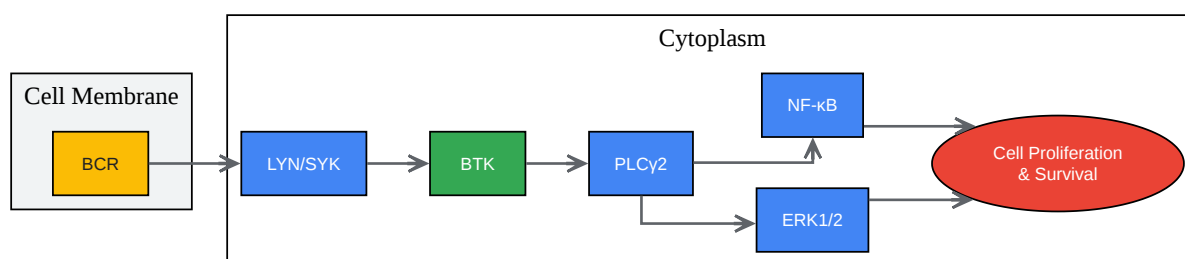 Cytoplasm
Cell Membrane
BCR
LYN/SYK
BTK
PLCγ2
NF-κB
ERK1/2
Cell Proliferation
& Survival